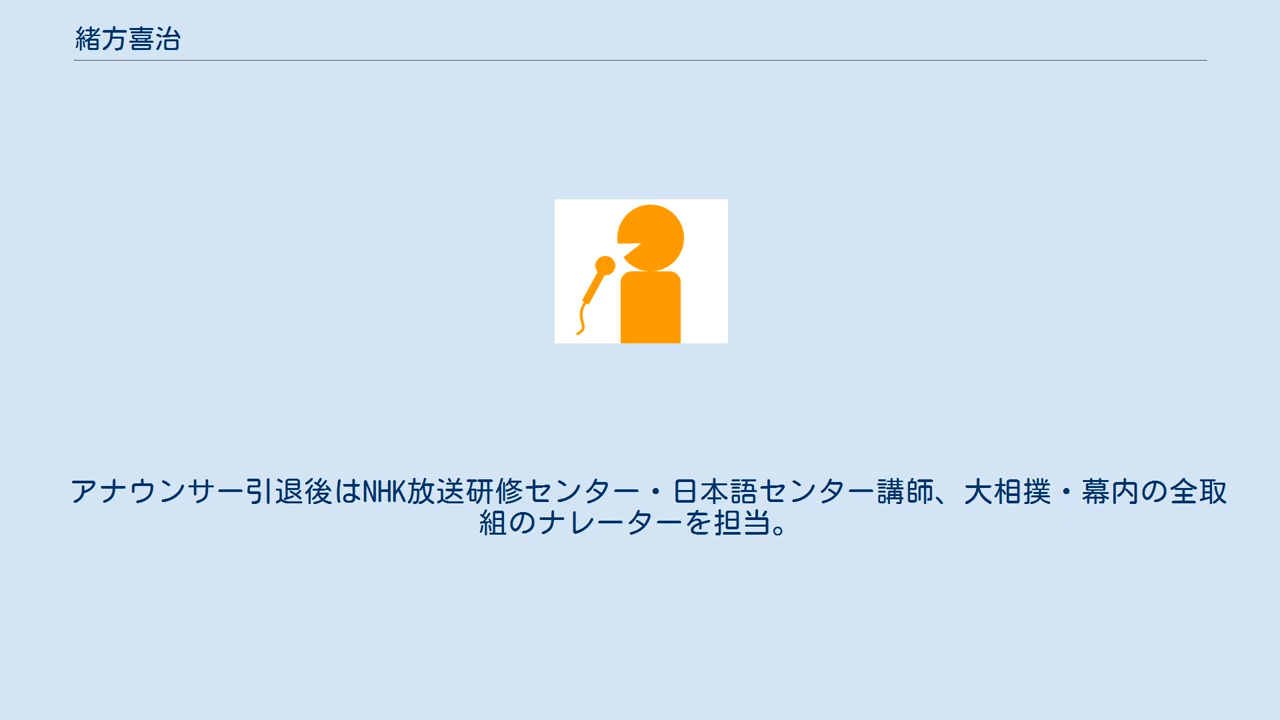 緒方喜治
アナウンサー引退後はNHK放送研修センター・日本語センター講師、大相撲・幕内の全取
組のナレーターを担当。